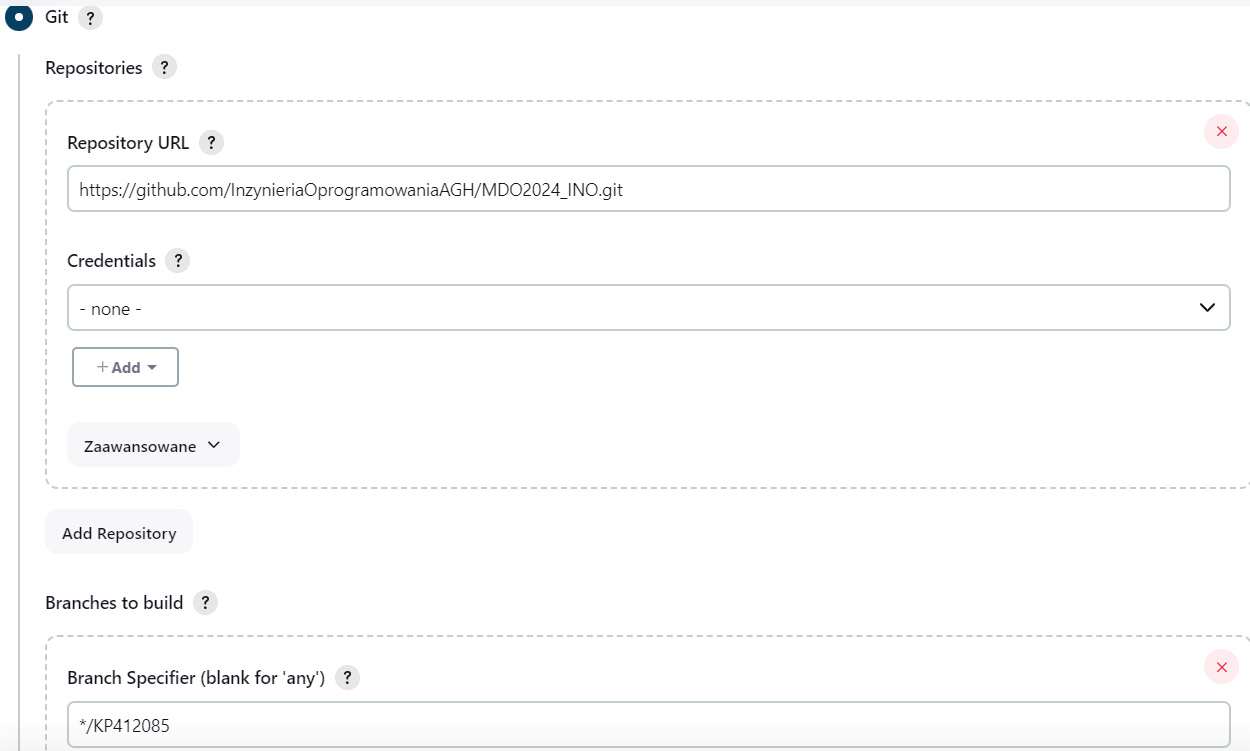 Git ?
Repositories ?
Repository URL ?
https://github.com/InzynieriaOprogramowaniaAGH/MDO2024_INO.git
Credentials ?
- none -
+ Add
Zaawansowane
Add Repository
Branches to build ?
Branch Specifier (blank for 'any') ?
*/KP412085